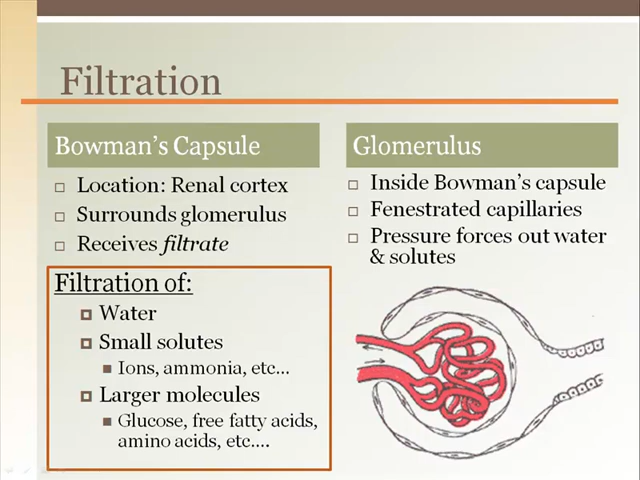 Filtration
Bowman's Capsule
Location: Renal cortex
Surrounds glomerulus
Receives filtrate
Filtration of:
Water
Small solutes
Ions, ammonia, etc...
Larger molecules
Glucose, free fatty acids,
amino acids, etc....
Glomerulus
Inside Bowman's capsule
Fenestrated capillaries
Pressure forces out water
& solutes